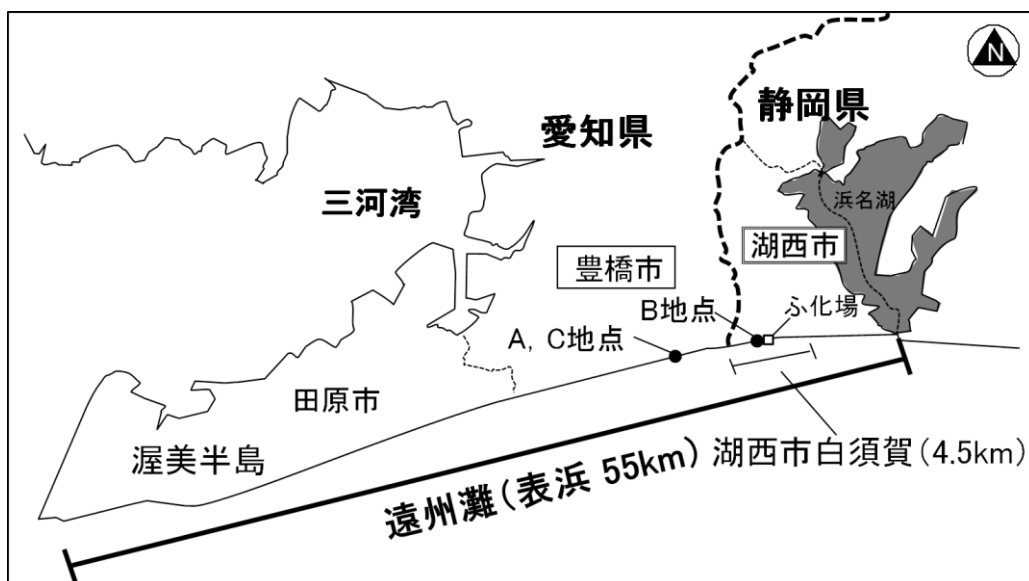 N
静岡県
愛知県
三河湾
浜名湖
湖西市
豊橋市
B地点
ふ化場
A, C地点
田原市
渥美半島
湖西市白須賀(4.5km)
遠州灘(表浜 55km)